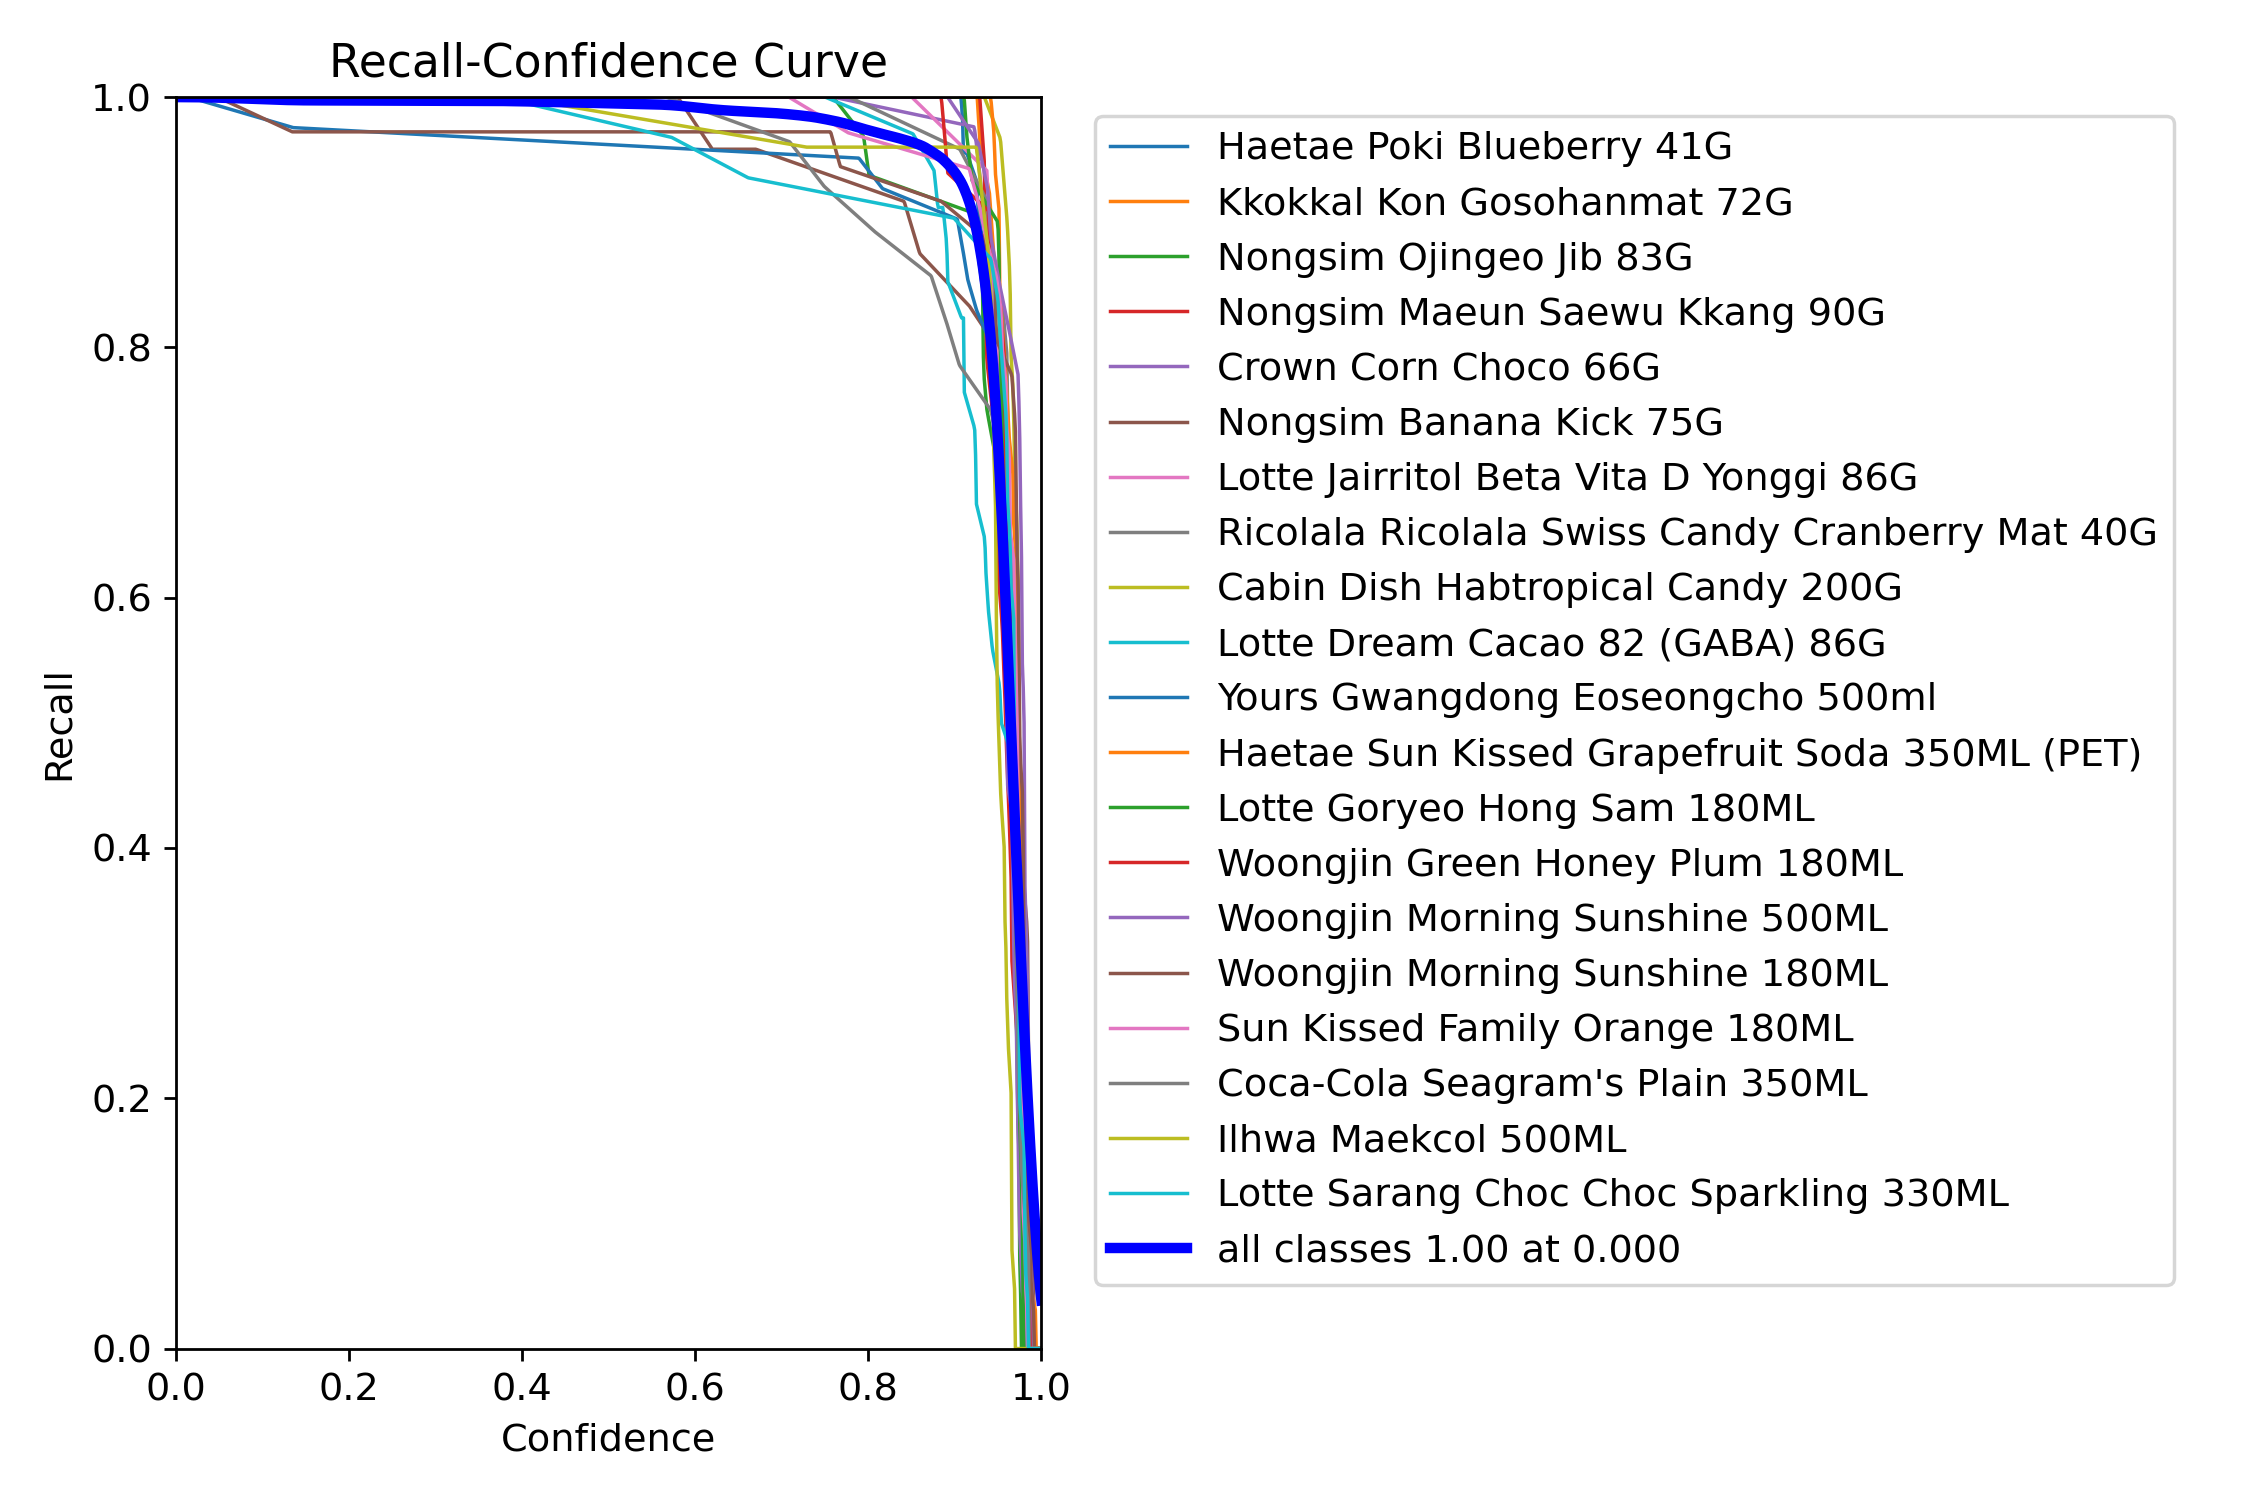 Recall-Confidence Curve
1.0
0.8
0.6
0.4
0.2
0.0
Recall
0.0 0.2 0.4 0.6 0.8 1.0
Confidence
Haetae Poki Blueberry 41G
Kkokkal Kon Gosohanmat 72G
Nongsim Ojingeo Jib 83G
Nongsim Maeun Saewu Kkang 90G
Crown Corn Choco 66G
Nongsim Banana Kick 75G
Lotte Jairritol Beta Vita D Yonggi 86G
Ricolala Ricolala Swiss Candy Cranberry Mat 40G
Cabin Dish Habtropical Candy 200G
Lotte Dream Cacao 82 (GABA) 86G
Yours Gwangdong Eoseongcho 500ml
Haetae Sun Kissed Grapefruit Soda 350ML (PET)
Lotte Goryeo Hong Sam 180ML
Woongjin Green Honey Plum 180ML
Woongjin Morning Sunshine 500ML
Woongjin Morning Sunshine 180ML
Sun Kissed Family Orange 180ML
Coca-Cola Seagram's Plain 350ML
Ilhwa Maekcol 500ML
Lotte Sarang Choc Choc Sparkling 330ML
all classes 1.00 at 0.000